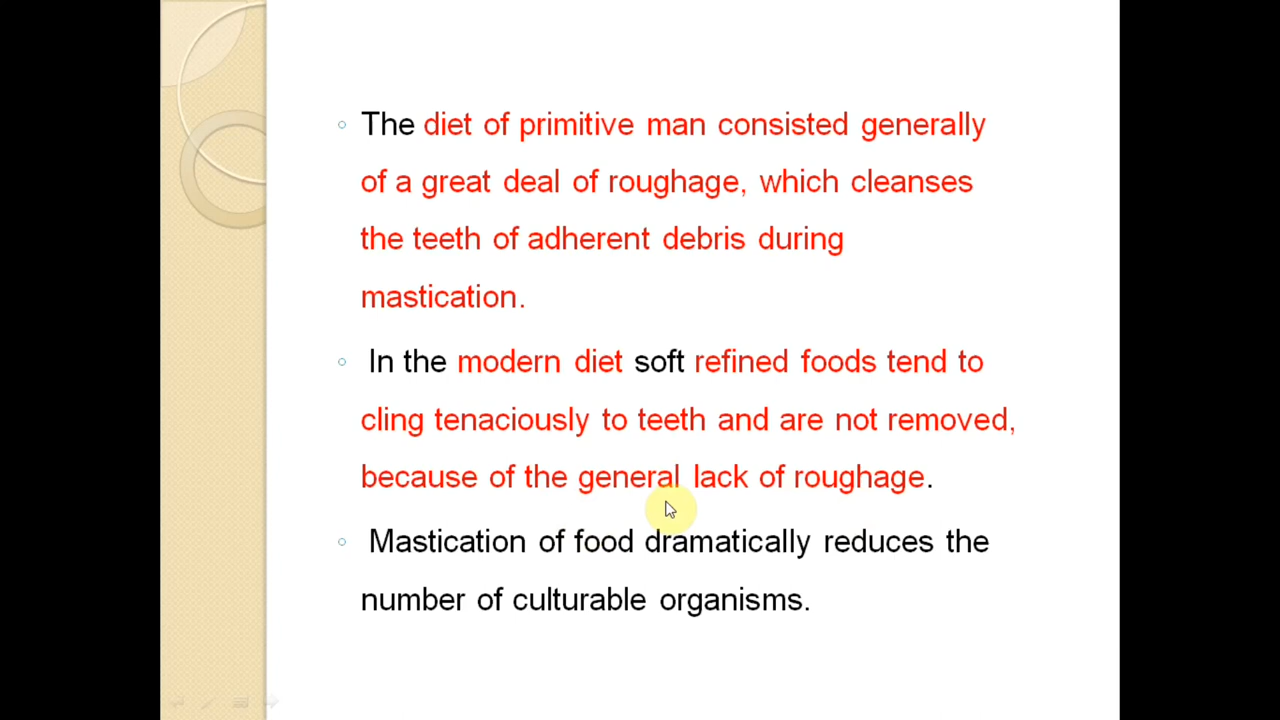 The diet of primitive man consisted generally
of a great deal of roughage, which cleanses
the teeth of adherent debris during
mastication.
In the modern diet soft refined foods tend to
cling tenaciously to teeth and are not removed,
because of the general lack of roughage.
Mastication of food dramatically reduces the
number of culturable organisms.